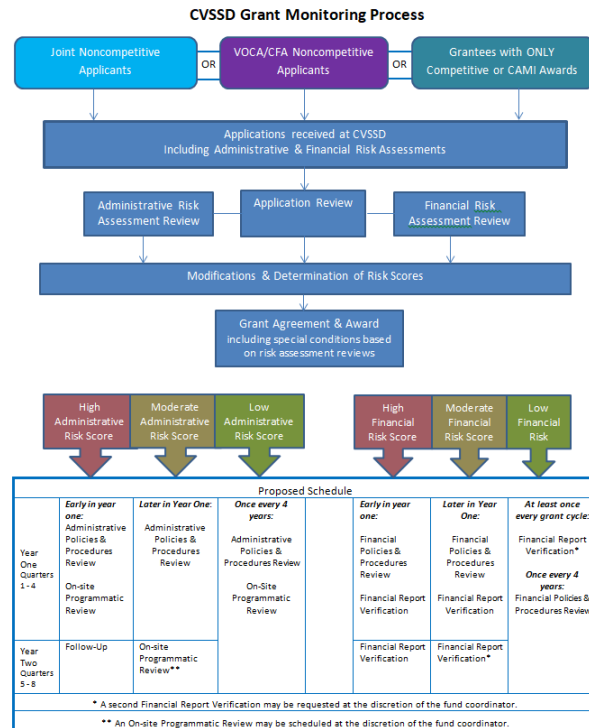 CVSSD Grant Monitoring Process
Joint Noncompetitive
Applicants
OR
VOCA/CFA Noncompetitive
Applicants
OR
Grantees with ONLY
Competitive or CAMI Awards
Applications received at CVSSD
Including Administrative & Financial Risk Assessments
Administrative Risk
Assessment Review
Application Review
Financial Risk
Assessment Review
Modifications & Determination of Risk Scores
Grant Agreement & Award
including special conditions based
on risk assessment reviews
High
Administrative
Risk Score
Moderate
Administrative
Risk Score
Low
Administrative
Risk Score
High
Financial
Risk Score
Moderate
Financial
Risk Score
Low
Financial
Risk
Proposed Schedule
Year
One
Quarters
1 - 4
Early in year
one:
Administrative
Policies &
Procedures
Review
On-site
Programmatic
Review
Later in Year One:
Administrative
Policies &
Procedures
Review
Once every 4
years:
Administrative
Policies &
Procedures Review
On-Site
Programmatic
Review
Early in year
one:
Financial
Policies &
Procedures
Review
Financial Report
Verification
Later in Year
One:
Financial
Policies &
Procedures
Review
Financial Report
Verification
At least once
every grant cycle:
Financial Report
Verification*
Once every 4
years:
Financial Policies &
Procedures Review
Year
Two
Quarters
5 - 8
Follow-Up
On-site
Programmatic
Review**
Financial Report
Verification
Financial Report
Verification*
* A second Financial Report Verification may be requested at the discretion of the fund coordinator.
** An On-site Programmatic Review may be scheduled at the discretion of the fund coordinator.